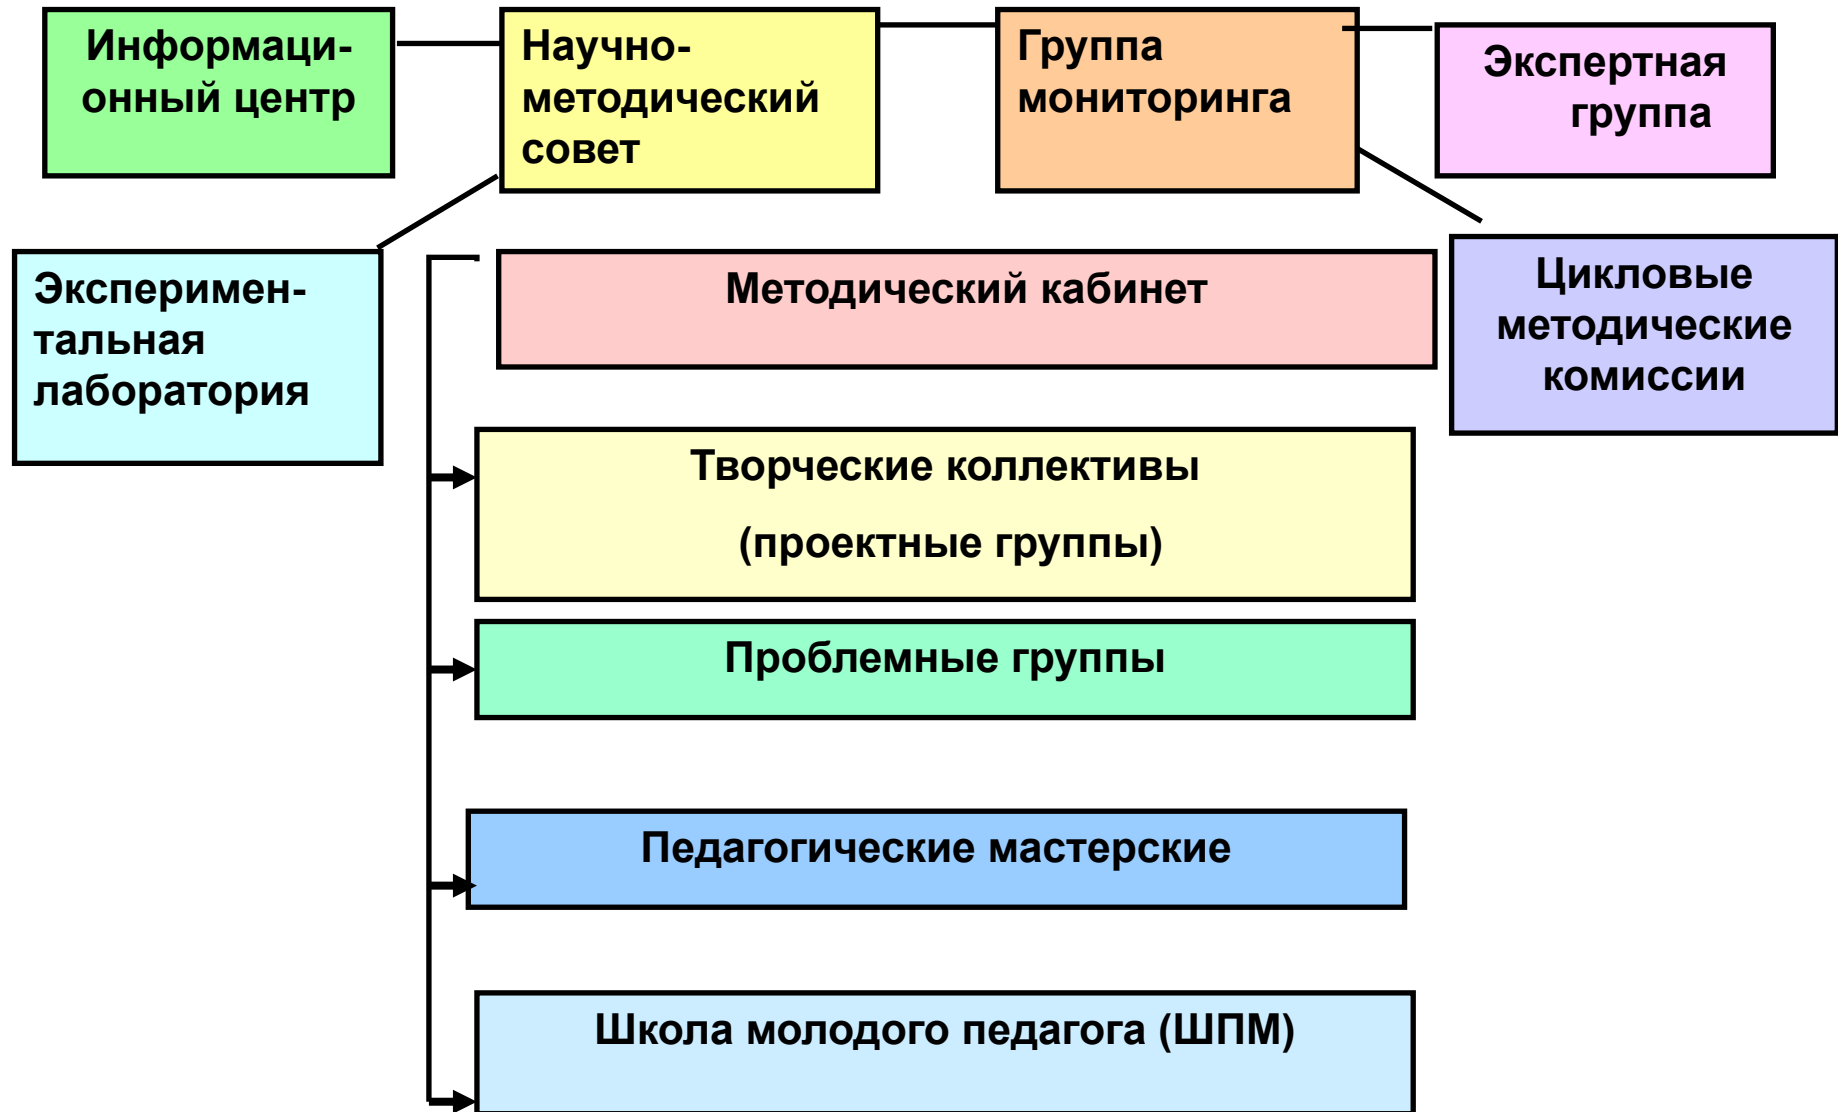 Информаци-
онный центр
Научно-
методический
совет
Группа
мониторинга
Экспертная
группа
Эксперимен-
тальная
лаборатория
Методический кабинет
Цикловые
методические
комиссии
Творческие коллективы
(проектные группы)
Проблемные группы
Педагогические мастерские
Школа молодого педагога (ШПМ)